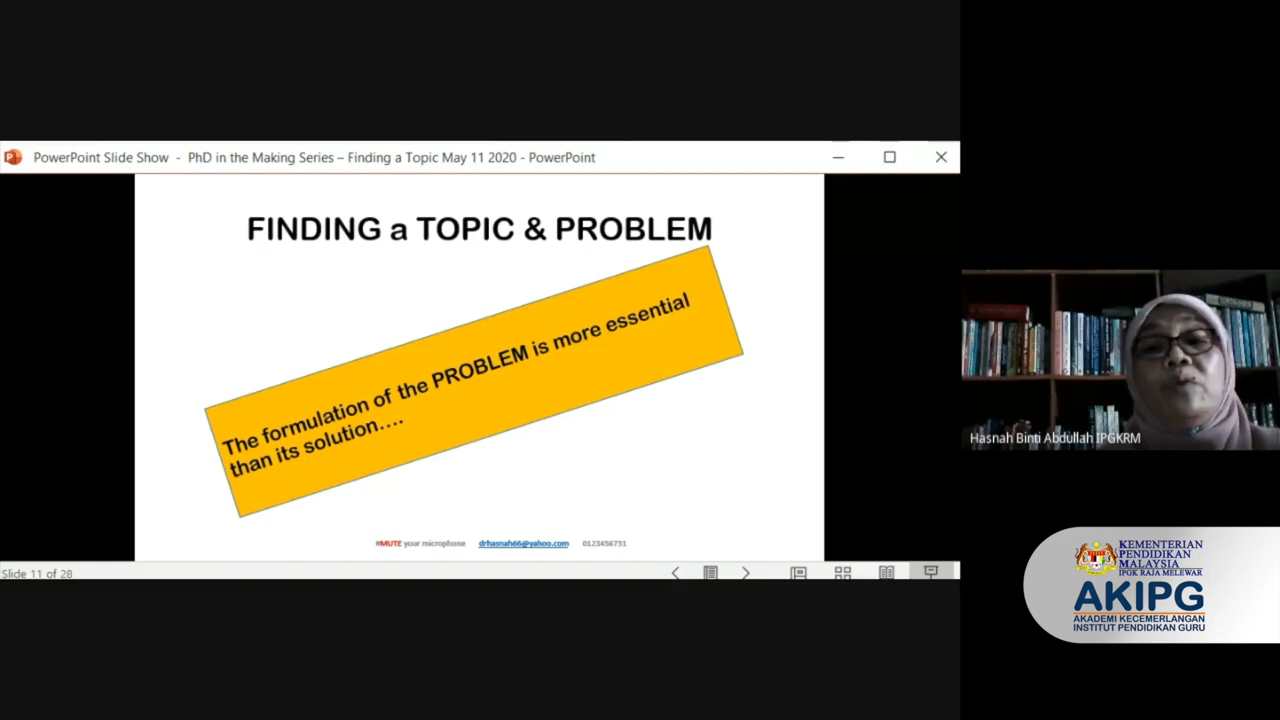 PowerPoint Slide Show - PhD in the Making Series – Finding a Topic May 11 2020 - PowerPoint
FINDING a TOPIC & PROBLEM
The formulation of the PROBLEM is more essential
than its solution....
#MUTE your microphone drhasnah66@yahoo.com 0123456731
Slide 11 of 28
Hasnah Binti Abdullah IPGKRM
KEMENTERIAN
PENDIDIKAN
MALAYSIA
IPGK RAJA MELEWAR
AKIPG
AKADEMI KECEMERLANGAN
INSTITUT PENDIDIKAN GURU